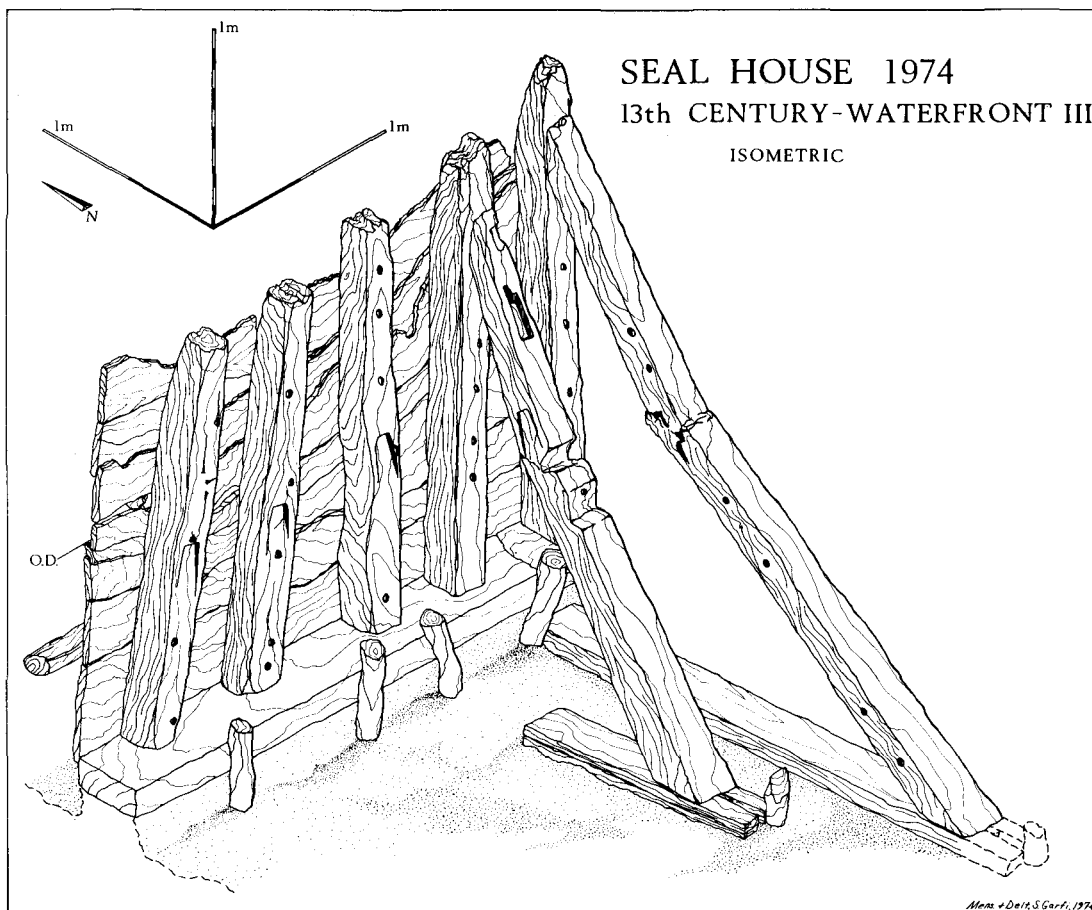 1m
SEAL HOUSE 1974
13th CENTURY-WATERFRONT III
1m
1m
ISOMETRIC
N
O.D.
Mens + Delt, S. Garfi, 1974